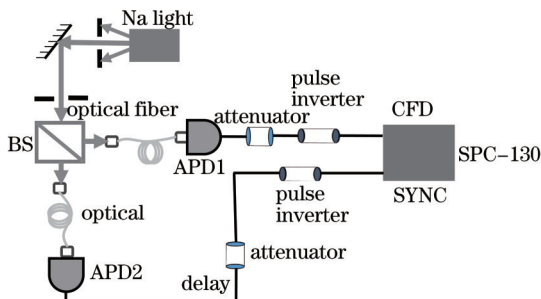 Na light
optical fiber
pulse
inverter
attenuator
CFD
BS
APD1
SPC-130
pulse
inverter
SYNC
optical
attenuator
APD2
delay